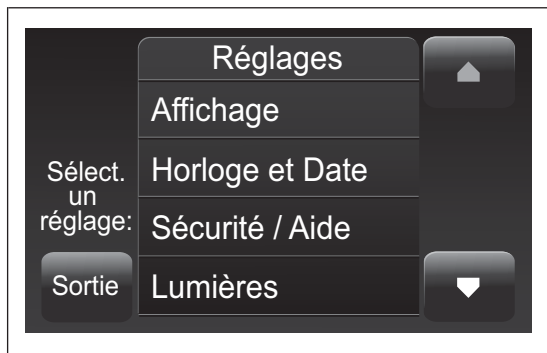 Réglages
Affichage
Horloge et Date
Sécurité / Aide
Lumières
Sélect.
un
réglage:
Sortie